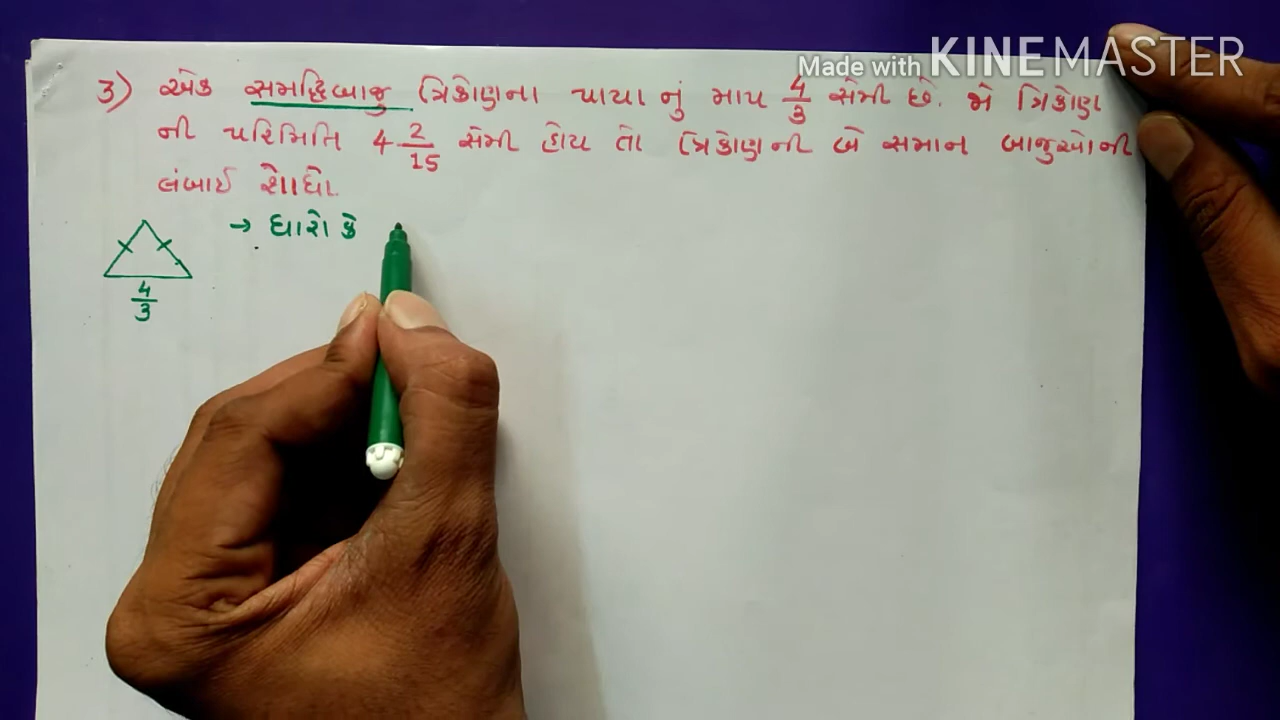 Made with KINEMASTER
3) એક સમદ્વિબાજુ ત્રિકોણના પાયાનું માપ 4/3 સેમી છે. જો ત્રિકોણ
ની પરિમિતિ 4 2/15 સેમી હોય તો ત્રિકોણની બે સમાન બાજુઓની
લંબાઈ શોધો.
→ ધારો કે
4/3